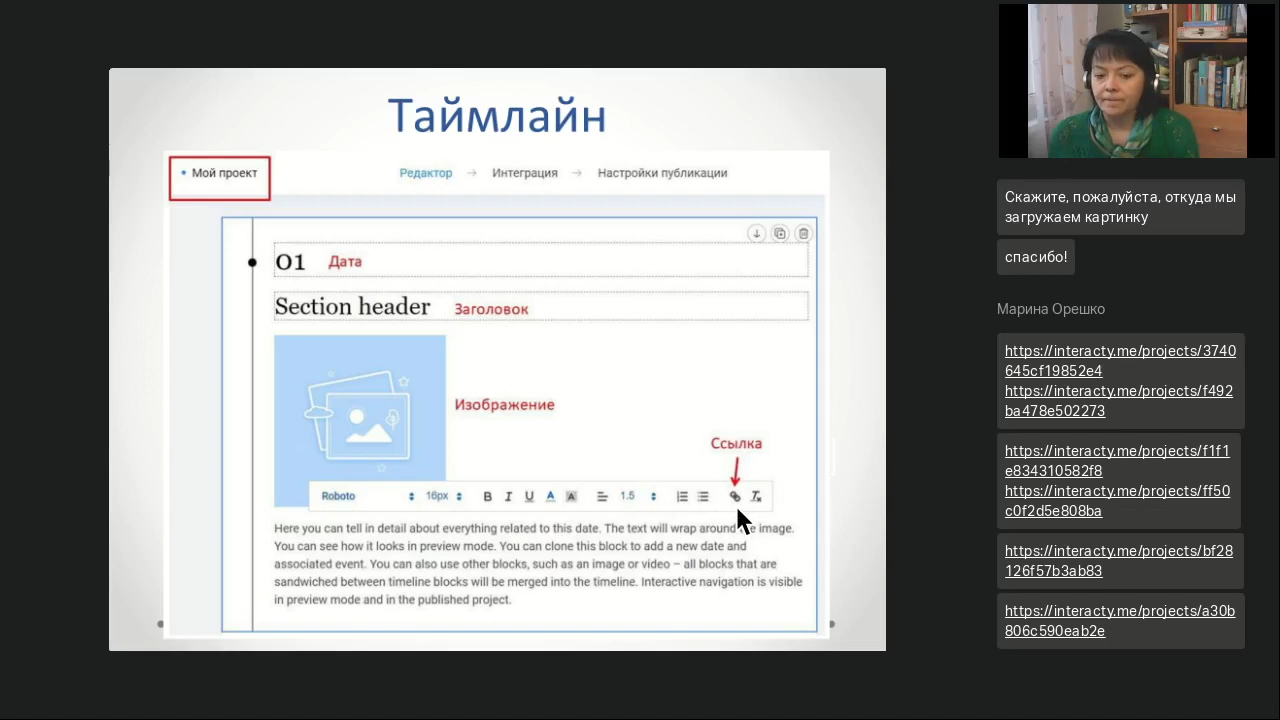 Таймлайн
Мой проект
Редактор → Интеграция → Настройки публикации
01 Дата
Section header Заголовок
Изображение
Ссылка
Roboto 16px B I U A A 1.5
Here you can tell in detail about everything related to this date. The text will wrap around the image.
You can see how it looks in preview mode. You can clone this block to add a new date and
associated event. You can also use other blocks, such as an image or video – all blocks that are
sandwiched between timeline blocks will be merged into the timeline. Interactive navigation is visible
in preview mode and in the published project.
Скажите, пожалуйста, откуда мы
загружаем картинку
спасибо!
Марина Орешко
https://interacty.me/projects/3740
645cf19852e4
https://interacty.me/projects/f492
ba478e502273
https://interacty.me/projects/f1f1
e834310582f8
https://interacty.me/projects/ff50
c0f2d5e808ba
https://interacty.me/projects/bf28
126f57b3ab83
https://interacty.me/projects/a30b
806c590eab2e